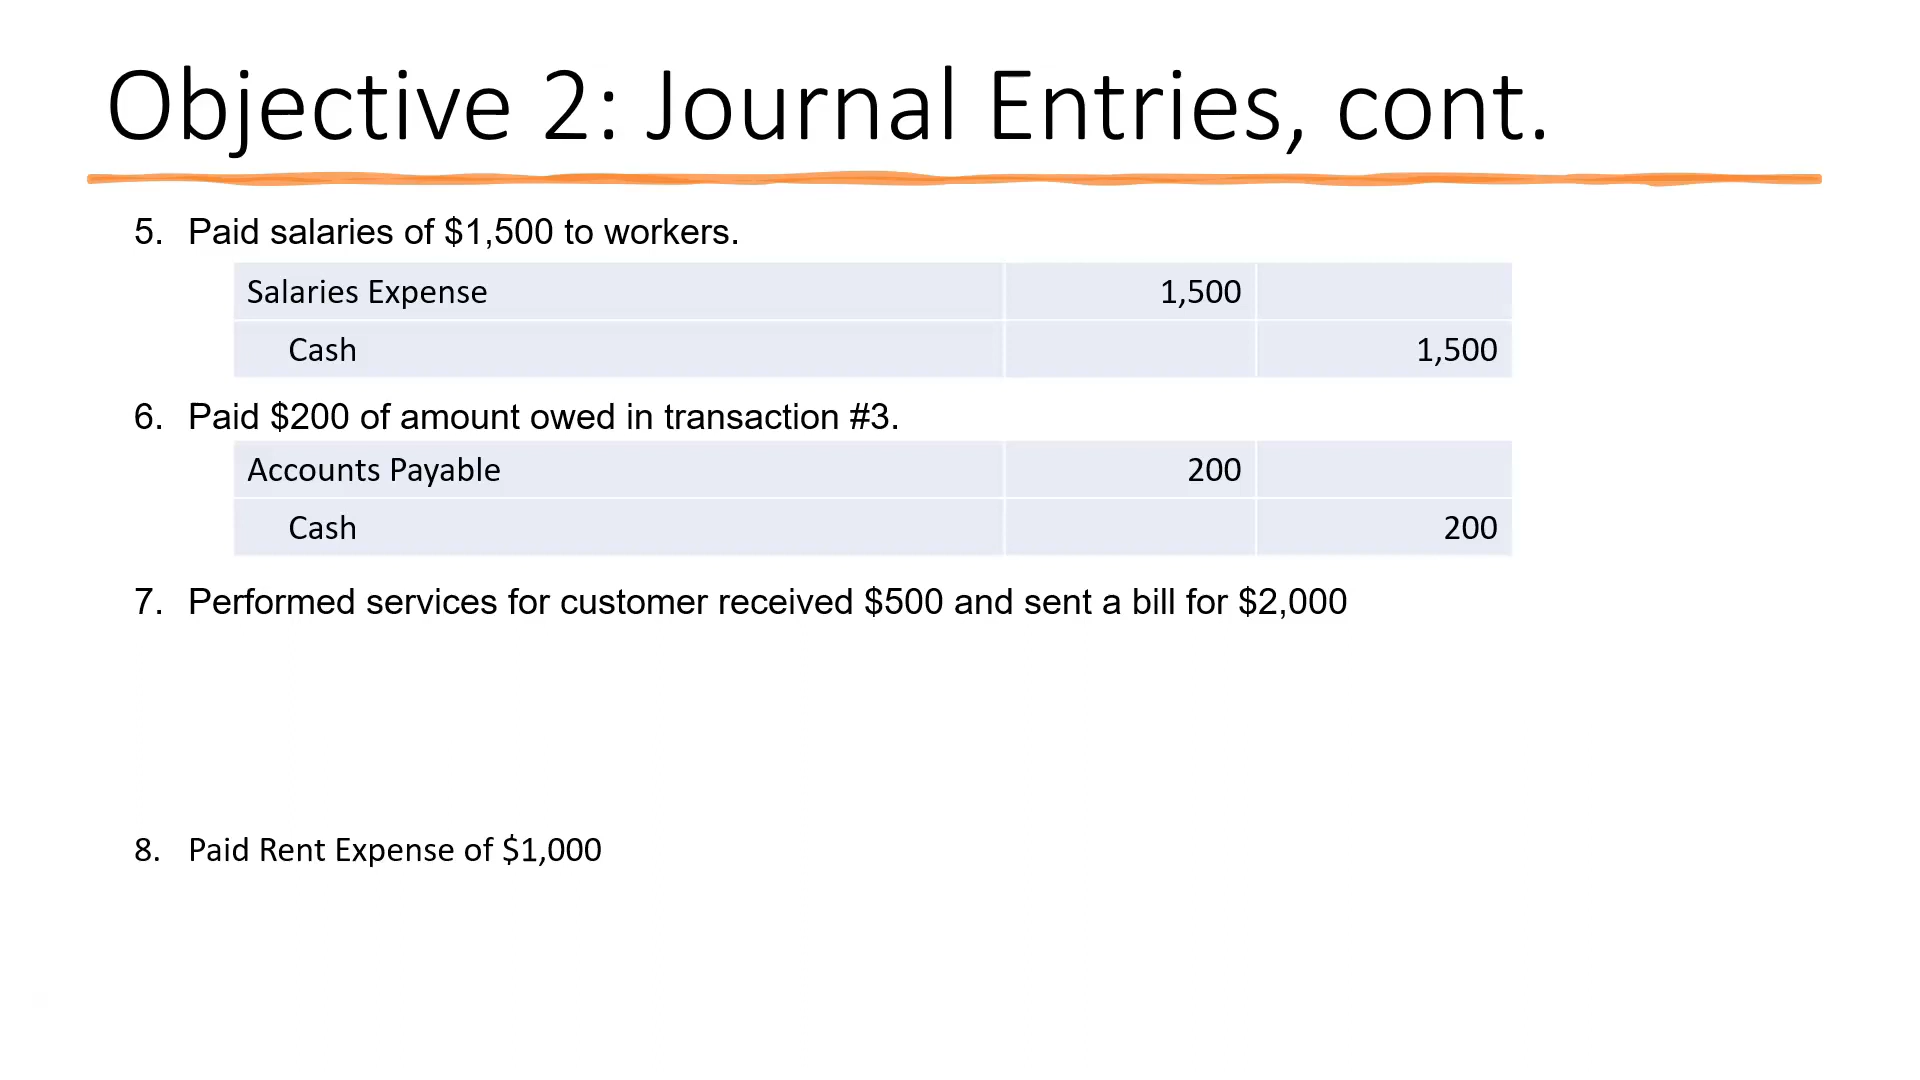 Objective 2: Journal Entries, cont.
5. Paid salaries of $1,500 to workers.
Salaries Expense 1,500
Cash 1,500
6. Paid $200 of amount owed in transaction #3.
Accounts Payable 200
Cash 200
7. Performed services for customer received $500 and sent a bill for $2,000
8. Paid Rent Expense of $1,000